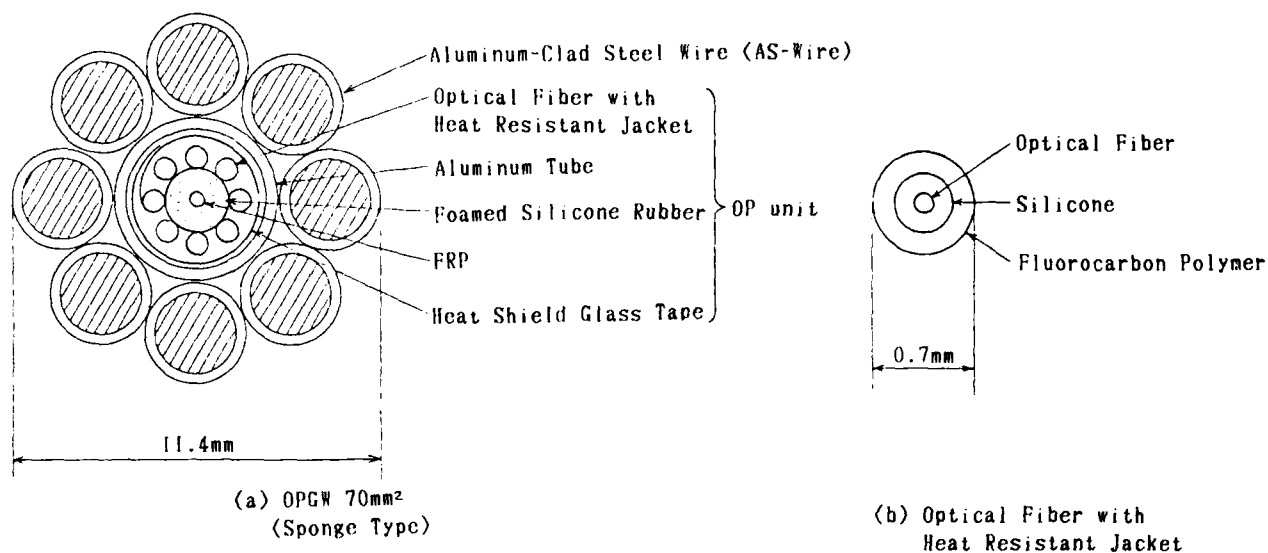 Aluminum-Clad Steel Wire (AS-Wire)
Optical Fiber with
Heat Resistant Jacket
Aluminum Tube
Foamed Silicone Rubber
OP unit
FRP
Heat Shield Glass Tape
11.4mm
(a) OPGW 70mm²
(Sponge Type)
Optical Fiber
Silicone
Fluorocarbon Polymer
0.7mm
(b) Optical Fiber with
Heat Resistant Jacket